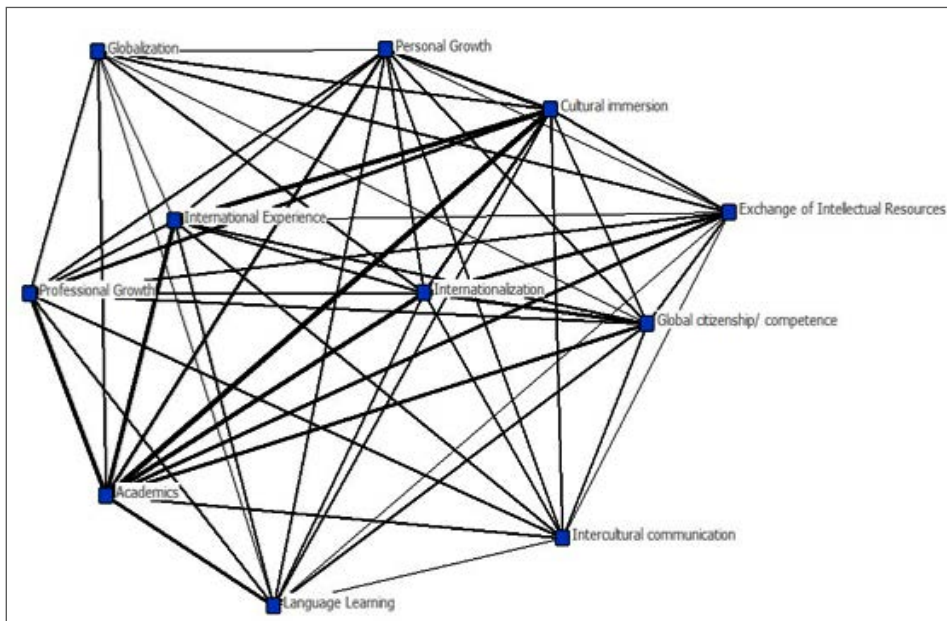 Globalization
Personal Growth
Cultural immersion
Exchange of Intellectual Resources
International Experience
Professional Growth
Internationalization
Global citizenship/ competence
Academics
Intercultural communication
Language Learning